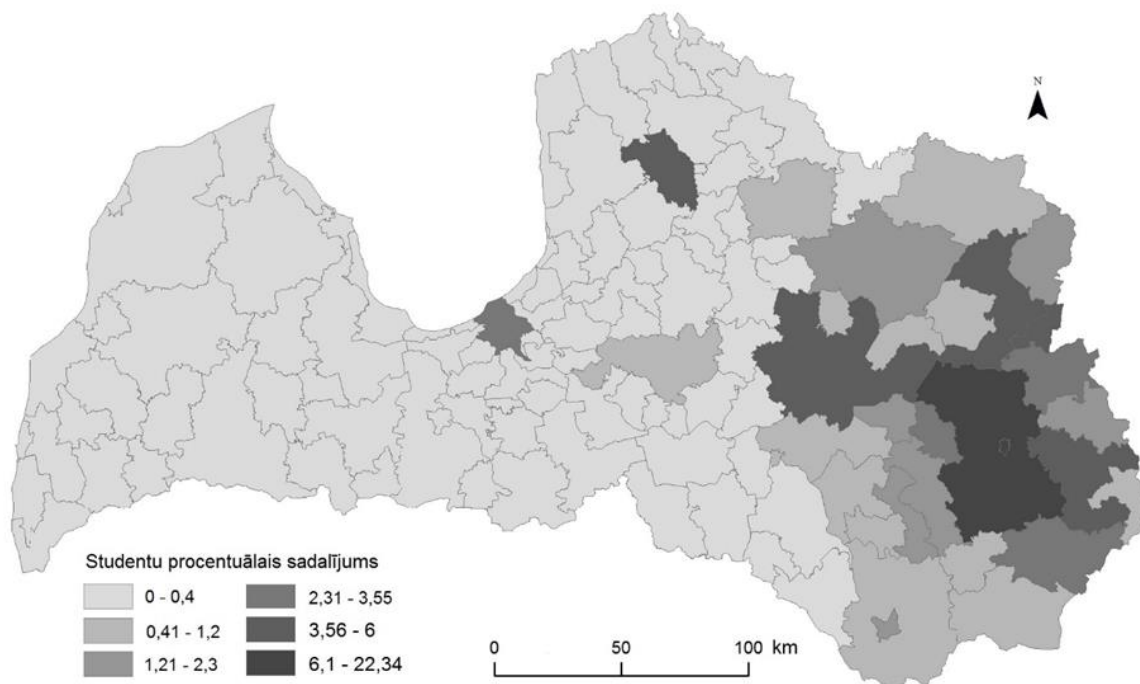 N
Studentu procentuālais sadalījums
0 - 0,4
0,41 - 1,2
1,21 - 2,3
2,31 - 3,55
3,56 - 6
6,1 - 22,34
0 50 100 km